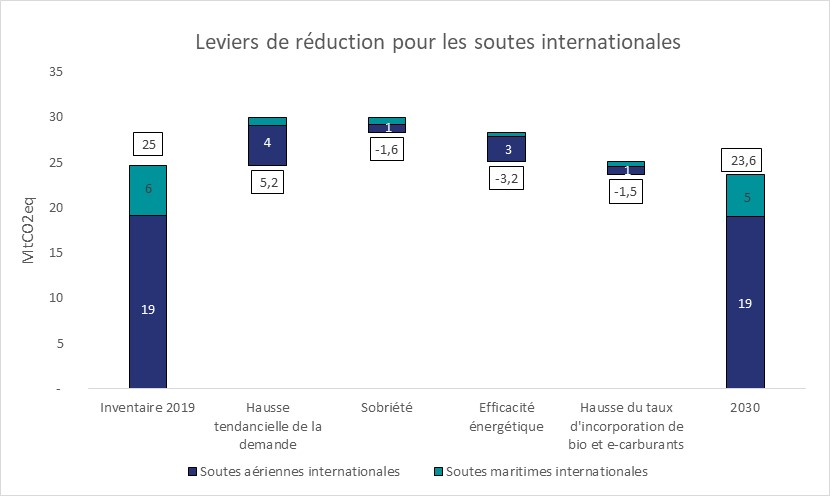 Leviers de réduction pour les soutes internationales
35
30
25
20
15
10
5
-
MtCO2eq
25
6
19
4
5,2
1
-1,6
3
-3,2
1
-1,5
23,6
5
19
Inventaire 2019
Hausse
tendancielle de la
demande
Sobriété
Efficacité
énergétique
Hausse du taux
d'incorporation de
bio et e-carburants
2030
Soutes aériennes internationales
Soutes maritimes internationales